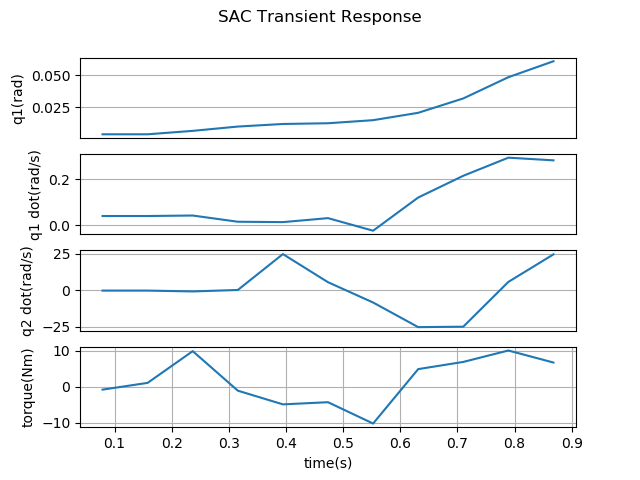 SAC Transient Response
q1(rad)
0.050
0.025
q1 dot(rad/s)
0.2
0.0
q2 dot(rad/s)
25
0
−25
torque(Nm)
10
0
−10
0.1 0.2 0.3 0.4 0.5 0.6 0.7 0.8 0.9
time(s)